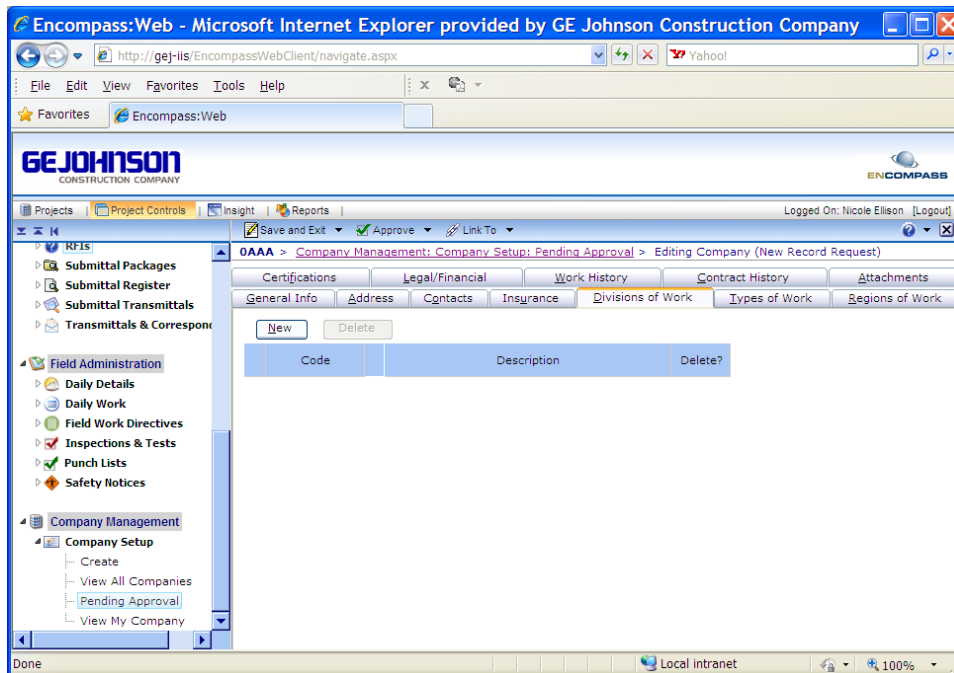 Encompass:Web - Microsoft Internet Explorer provided by GE Johnson Construction Company
http://gej-iis/EncompassWebClient/navigate.aspx
Yahoo!
File Edit View Favorites Tools Help
x
Favorites Encompass:Web
GE JOHNSON
CONSTRUCTION COMPANY
ENCOMPASS
Projects | Project Controls | Insight | Reports | Logged On: Nicole Ellison [Logout]
Save and Exit Approve Link To
0AAA > Company Management: Company Setup: Pending Approval > Editing Company (New Record Request)
Certifications Legal/Financial Work History Contract History Attachments
General Info Address Contacts Insurance Divisions of Work Types of Work Regions of Work
New Delete
Code Description Delete?
RFIs
Submittal Packages
Submittal Register
Submittal Transmittals
Transmittals & Correspond
Field Administration
Daily Details
Daily Work
Field Work Directives
Inspections & Tests
Punch Lists
Safety Notices
Company Management
Company Setup
Create
View All Companies
Pending Approval
View My Company
Done Local intranet 100%